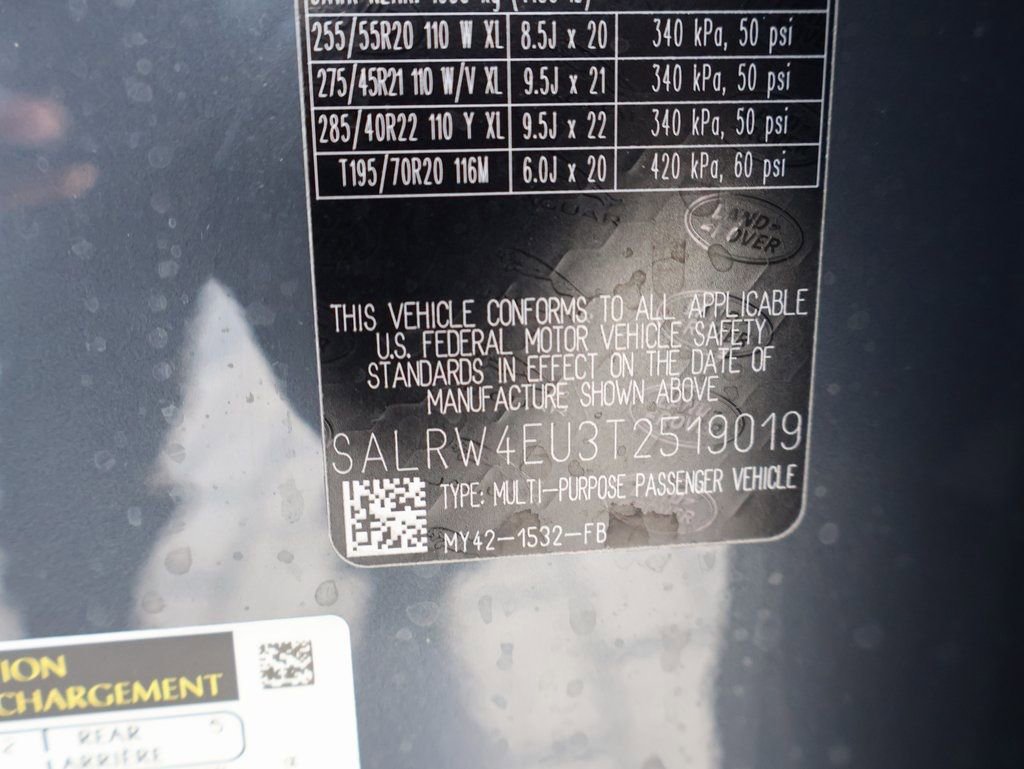 255/55R20 110 W XL 8.5J x 20 340 kPa, 50 psi
275/45R21 110 W/V XL 9.5J x 21 340 kPa, 50 psi
285/40R22 110 Y XL 9.5J x 22 340 kPa, 50 psi
T195/70R20 116M 6.0J x 20 420 kPa, 60 psi
JAGUAR
LAND-
ROVER
THIS VEHICLE CONFORMS TO ALL APPLICABLE
U.S. FEDERAL MOTOR VEHICLE SAFETY
STANDARDS IN EFFECT ON THE DATE OF
MANUFACTURE SHOWN ABOVE
SALRW4EU3T2519019
TYPE: MULTI-PURPOSE PASSENGER VEHICLE
MY42-1532-FB
ION
CHARGEMENT
2 REAR 5
ARRIÈRE